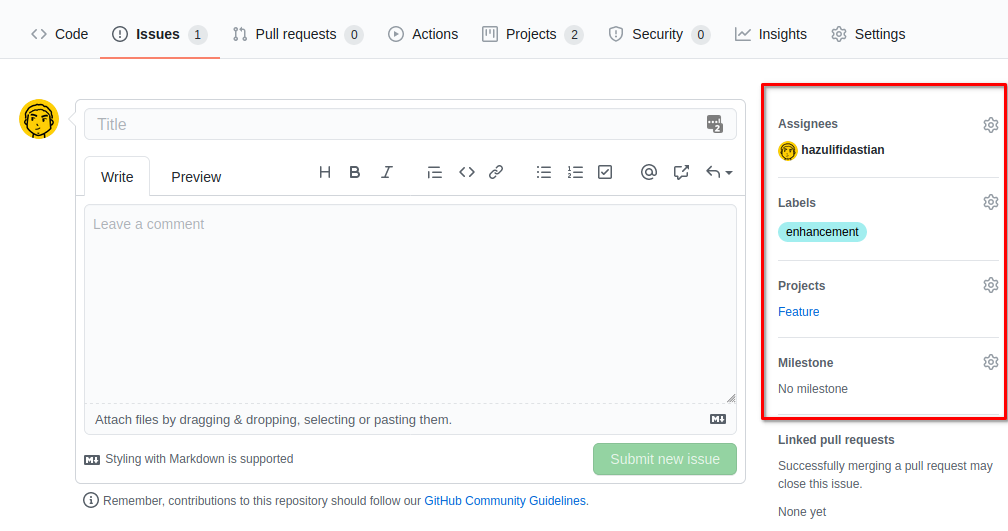 Code Issues 1 Pull requests 0 Actions Projects 2 Security 0 Insights Settings
Title 2
Write Preview H B I
Leave a comment
Attach files by dragging & dropping, selecting or pasting them.
Styling with Markdown is supported Submit new issue
Remember, contributions to this repository should follow our GitHub Community Guidelines.
Assignees
hazulifidastian
Labels
enhancement
Projects
Feature
Milestone
No milestone
Linked pull requests
Successfully merging a pull request may
close this issue.
None yet